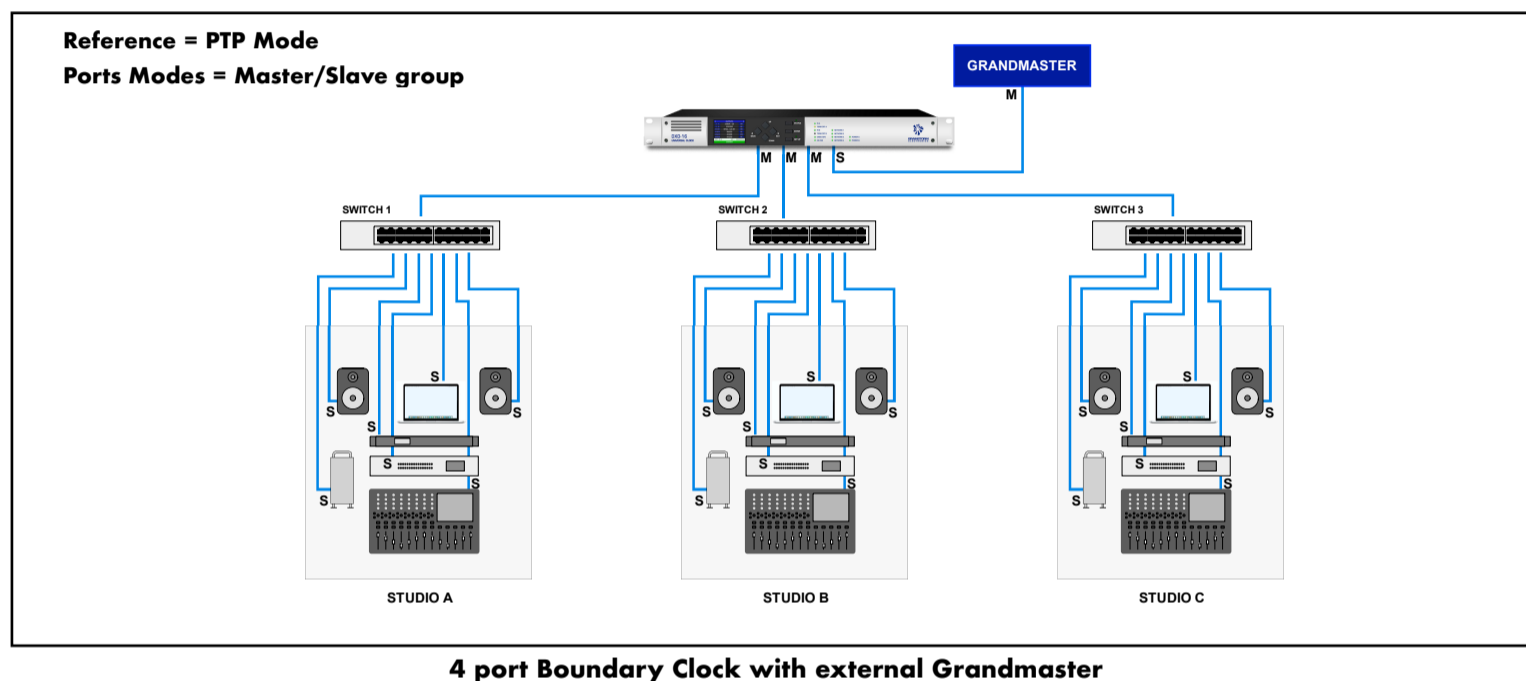 Reference = PTP Mode
Ports Modes = Master/Slave group
GRANDMASTER
M
M M M S
SWITCH 1 SWITCH 2 SWITCH 3
S S S
S S S S S S
S S S
S S S
S S S
S S S
STUDIO A STUDIO B STUDIO C
4 port Boundary Clock with external Grandmaster